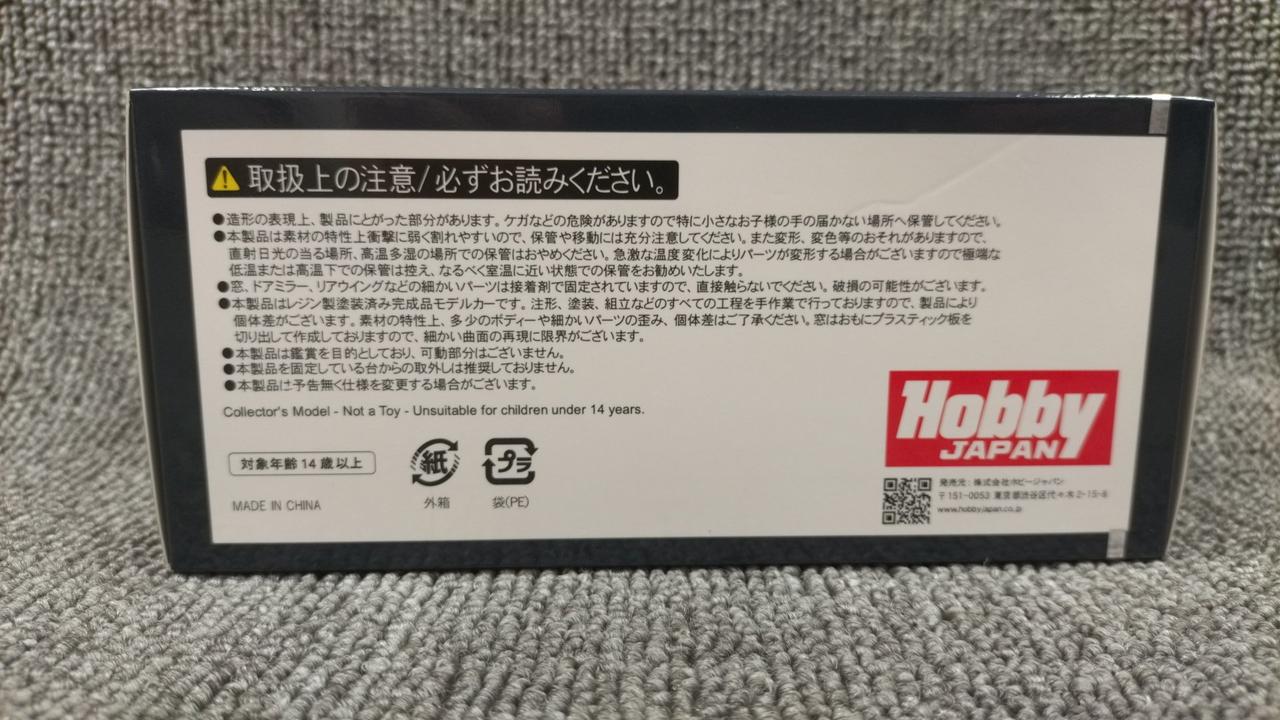 取扱上の注意/必ずお読みください。
●造形の表現上、製品にとがった部分があります。ケガなどの危険がありますので特に小さなお子様の手の届かない場所へ保管してください。
●本製品は素材の特性上衝撃に弱く割れやすいので、保管や移動には充分注意してください。また変形、変色等のおそれがありますので、
直射日光の当る場所、高温多湿の場所での保管はおやめください。急激な温度変化によりパーツが変形する場合がございますので極端な
低温または高温下での保管は控え、なるべく室温に近い状態での保管をお勧めいたします。
●窓、ドアミラー、リアウイングなどの細かいパーツは接着剤で固定されていますので、直接触らないでください。破損の可能性がございます。
●本製品はレジン製塗装済み完成品モデルカーです。注形、塗装、組立などのすべての工程を手作業で行っておりますので、製品により
個体差がございます。素材の特性上、多少のボディーや細かいパーツの歪み、個体差はご了承ください。窓はおもにプラスティック板を
切り出して作成しておりますので、細かい曲面の再現に限界がございます。
●本製品は鑑賞を目的としており、可動部分はございません。
●本製品を固定している台からの取外しは推奨しておりません。
●本製品は予告無く仕様を変更する場合がございます。
Collector's Model - Not a Toy - Unsuitable for children under 14 years.
対象年齢14歳以上
紙
外箱
プラ
袋(PE)
MADE IN CHINA
Hobby
JAPAN
発売元：株式会社ホビージャパン
〒151-0053 東京都渋谷区代々木2-15-8
www.hobbyjapan.co.jp